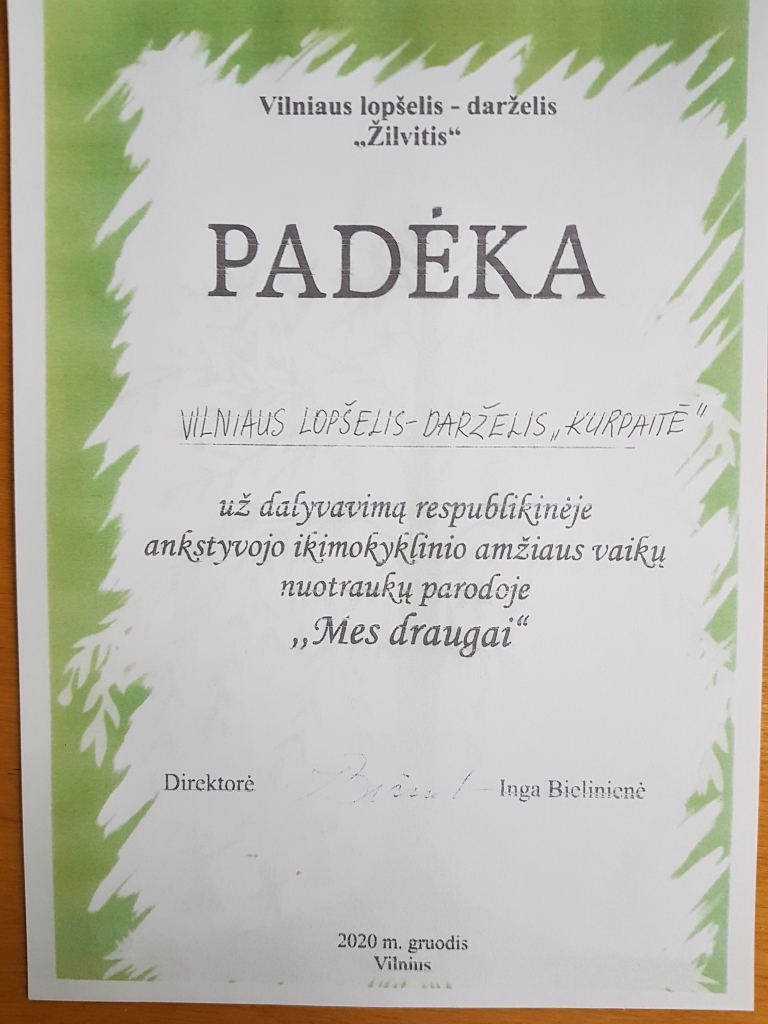 Vilniaus lopšelis - darželis
„Žilvitis“
PADĖKA
VILNIAUS LOPŠELIS-DARŽELIS „KURPAITĖ”
už dalyvavimą respublikinėje
ankstyvojo ikimokyklinio amžiaus vaikų
nuotraukų parodoje
„Mes draugai“
Direktorė Inga Bielinienė
2020 m. gruodis
Vilnius